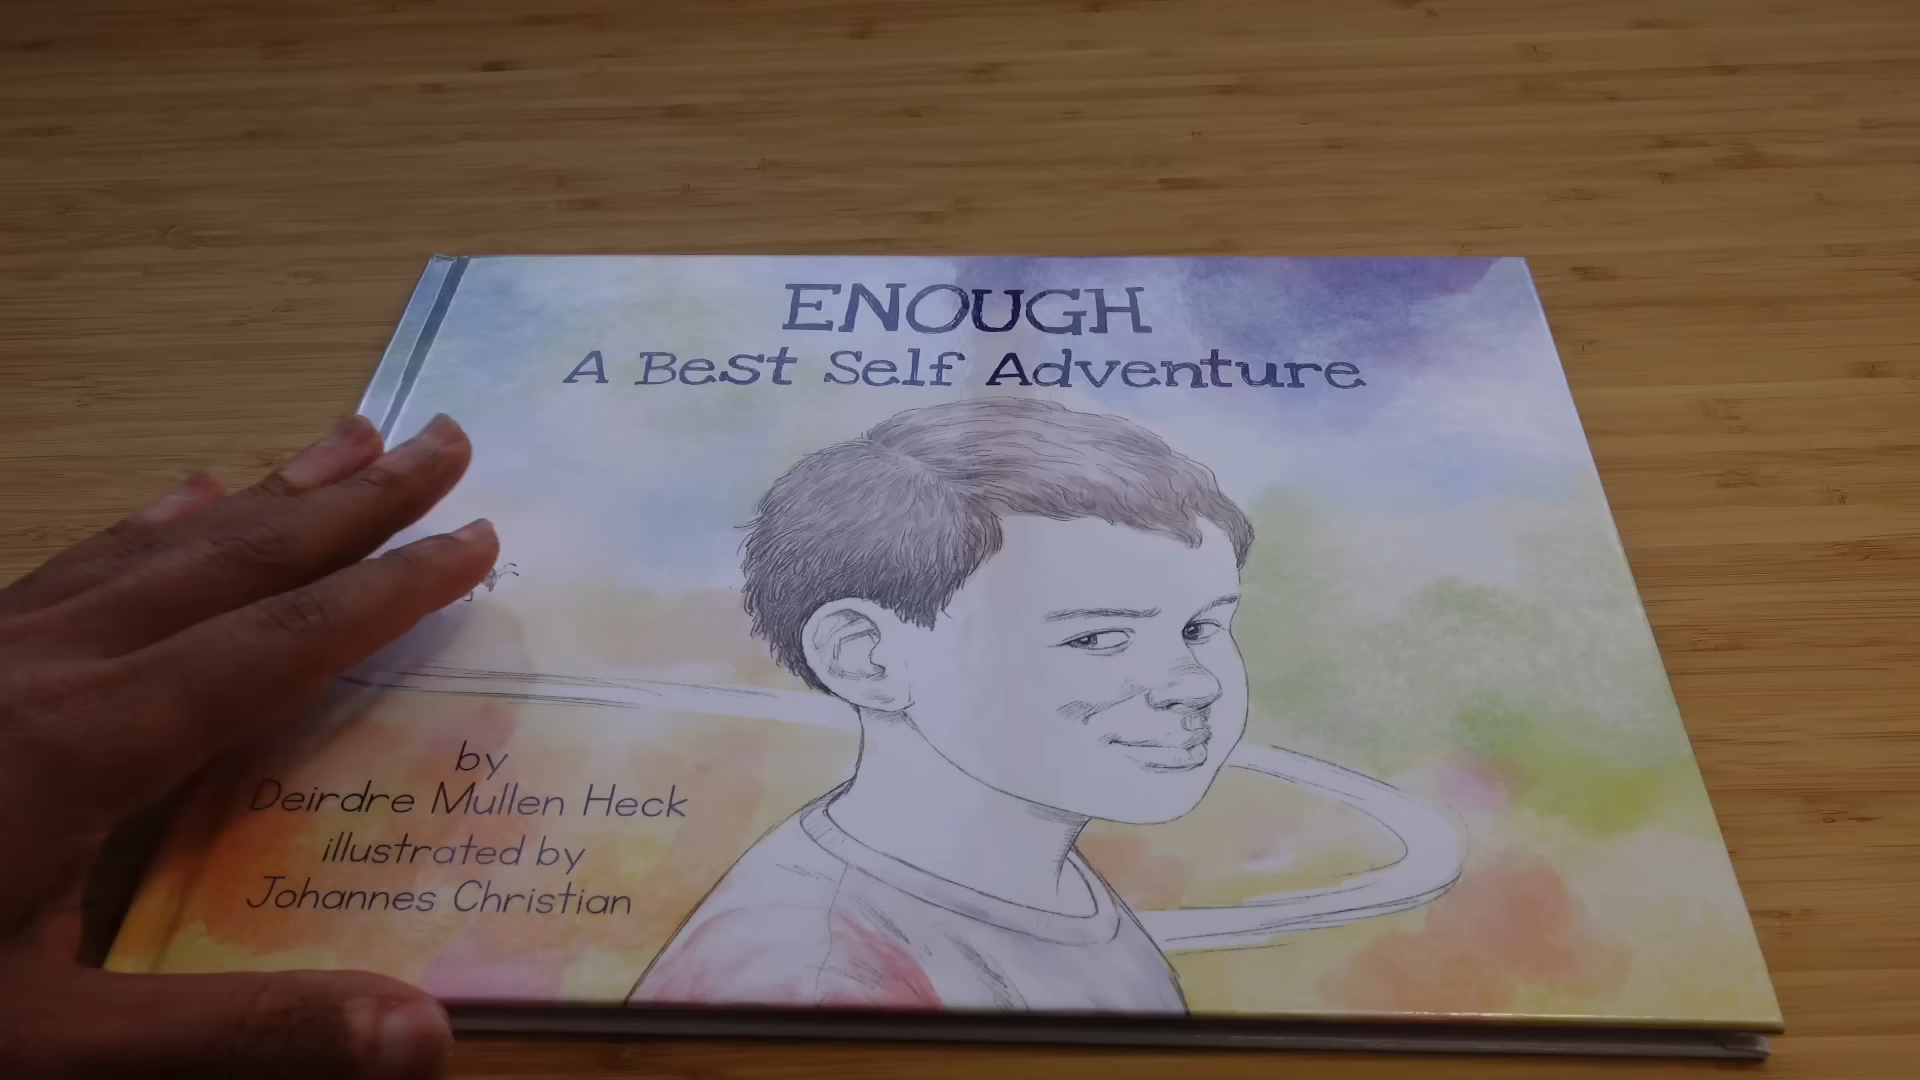 ENOUGH
A Best Self Adventure
by
Deirdre Mullen Heck
illustrated by
Johannes Christian